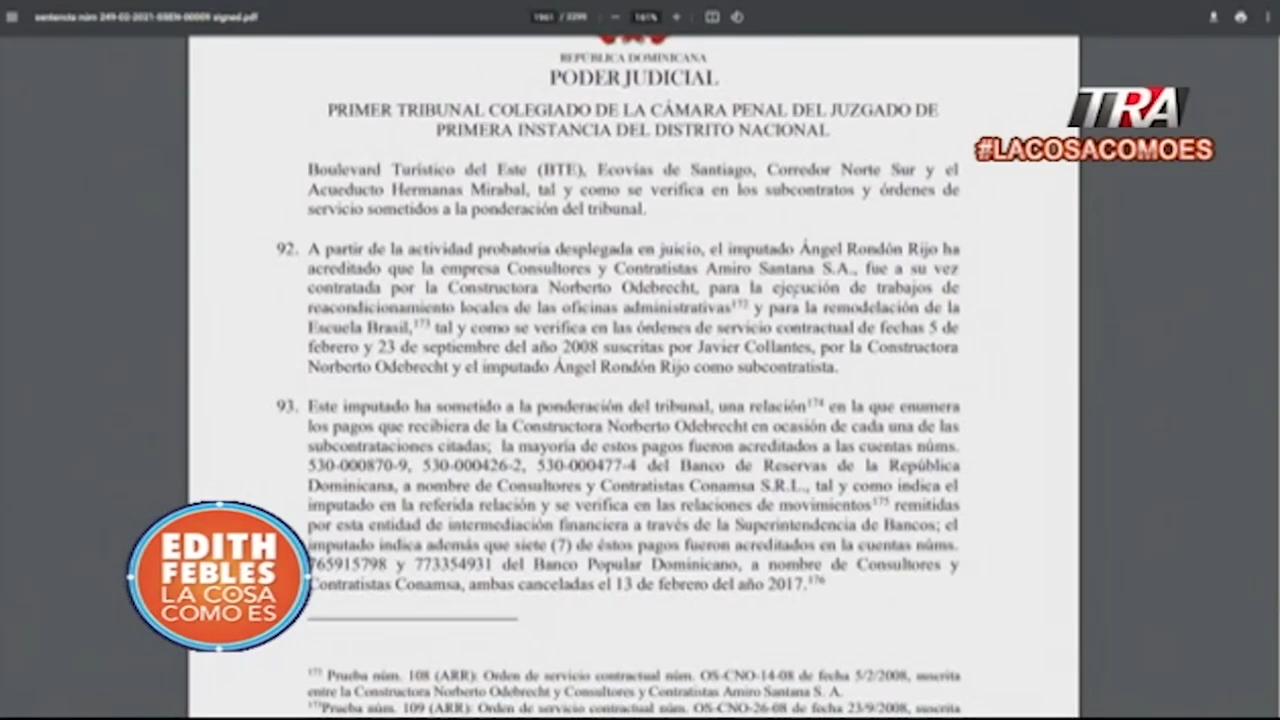 sentencia núm 249-02-2021-SSEN-00009 signed.pdf
1961 / 2299
161%
REPÚBLICA DOMINICANA
PODER JUDICIAL
PRIMER TRIBUNAL COLEGIADO DE LA CÁMARA PENAL DEL JUZGADO DE
PRIMERA INSTANCIA DEL DISTRITO NACIONAL
TRA
#LACOSACOMOES
Boulevard Turístico del Este (BTE), Ecovías de Santiago, Corredor Norte Sur y el
Acueducto Hermanas Mirabal, tal y como se verifica en los subcontratos y órdenes de
servicio sometidos a la ponderación del tribunal.
92. A partir de la actividad probatoria desplegada en juicio, el imputado Ángel Rondón Rijo ha
acreditado que la empresa Consultores y Contratistas Amiro Santana S.A., fue a su vez
contratada por la Constructora Norberto Odebrecht, para la ejecución de trabajos de
reacondicionamiento locales de las oficinas administrativas¹⁷² y para la remodelación de la
Escuela Brasil,¹⁷³ tal y como se verifica en las órdenes de servicio contractual de fechas 5 de
febrero y 23 de septiembre del año 2008 suscritas por Javier Collantes, por la Constructora
Norberto Odebrecht y el imputado Ángel Rondón Rijo como subcontratista.
93. Este imputado ha sometido a la ponderación del tribunal, una relación¹⁷⁴ en la que enumera
los pagos que recibiera de la Constructora Norberto Odebrecht en ocasión de cada una de las
subcontrataciones citadas; la mayoría de estos pagos fueron acreditados a las cuentas núms.
530-000870-9, 530-000426-2, 530-000477-4 del Banco de Reservas de la República
Dominicana, a nombre de Consultores y Contratistas Conamsa S.R.L., tal y como indica el
imputado en la referida relación y se verifica en las relaciones de movimientos¹⁷⁵ remitidas
por esta entidad de intermediación financiera a través de la Superintendencia de Bancos; el
imputado indica además que siete (7) de éstos pagos fueron acreditados en la cuentas núms.
765915798 y 773354931 del Banco Popular Dominicano, a nombre de Consultores y
Contratistas Conamsa, ambas canceladas el 13 de febrero del año 2017.¹⁷⁶
EDITH
FEBLES
LA COSA
COMO ES
Prueba núm. 108 (ARR): Orden de servicio contractual núm. OS-CNO-14-08 de fecha 5/2/2008, suscrita
entre la Constructora Norberto Odebrecht y Consultores y Contratistas Amiro Santana S. A.
¹⁷³Prueba núm. 109 (ARR): Orden de servicio contractual núm. OS-CNO-26-08 de fecha 23/9/2008, suscrita